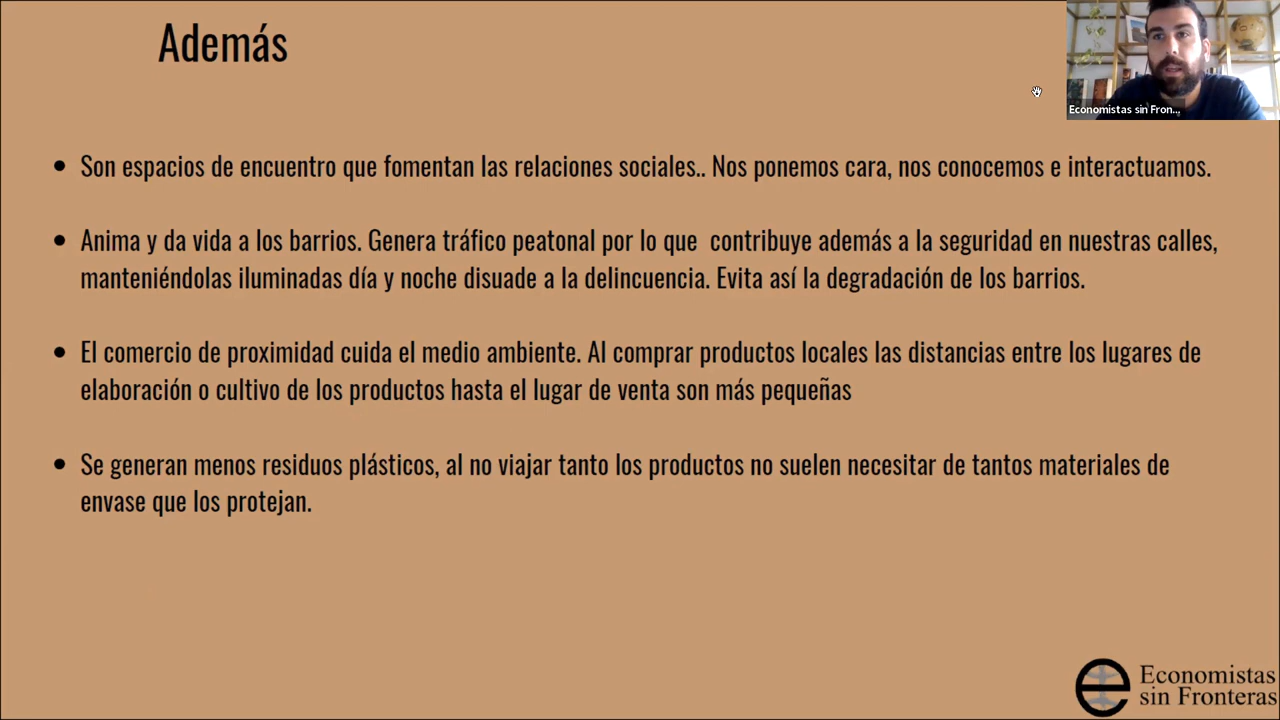 Además
Economistas sin Fron...
• Son espacios de encuentro que fomentan las relaciones sociales.. Nos ponemos cara, nos conocemos e interactuamos.
• Anima y da vida a los barrios. Genera tráfico peatonal por lo que  contribuye además a la seguridad en nuestras calles,
manteniéndolas iluminadas día y noche disuade a la delincuencia. Evita así la degradación de los barrios.
• El comercio de proximidad cuida el medio ambiente. Al comprar productos locales las distancias entre los lugares de
elaboración o cultivo de los productos hasta el lugar de venta son más pequeñas
• Se generan menos residuos plásticos, al no viajar tanto los productos no suelen necesitar de tantos materiales de
envase que los protejan.
Economistas
sin Fronteras